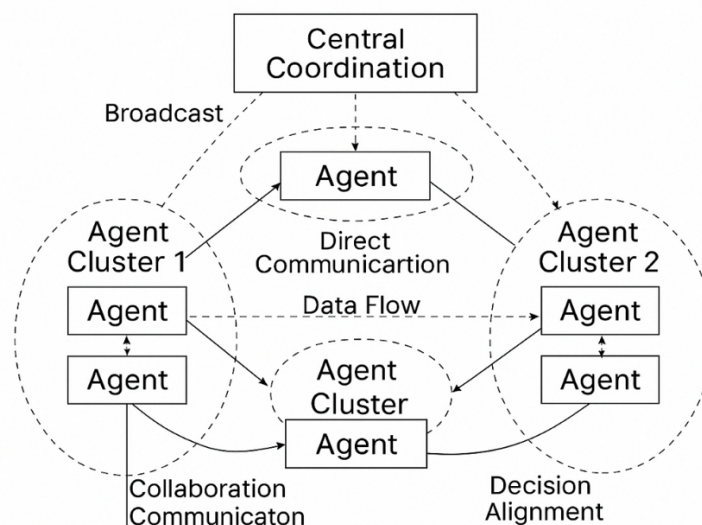 Central
Coordination
Broadcast
Agent
Agent
Cluster 1
Direct
Communicartion
Agent
Cluster 2
Agent
Data Flow
Agent
Agent
Agent
Cluster
Agent
Agent
Collaboration
Communicaton
Decision
Alignment